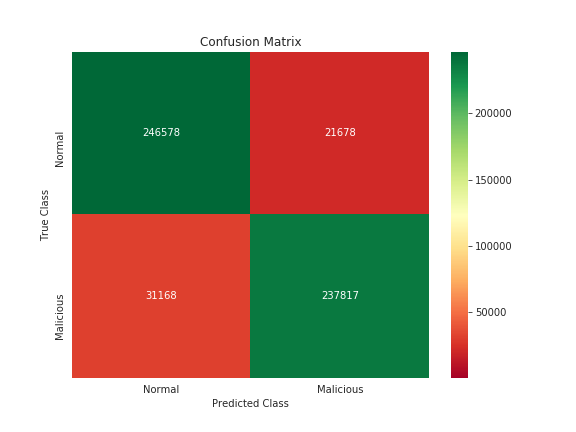 Confusion Matrix
True Class
Normal
246578
21678
Malicious
31168
237817
Normal
Malicious
Predicted Class
200000
150000
100000
50000